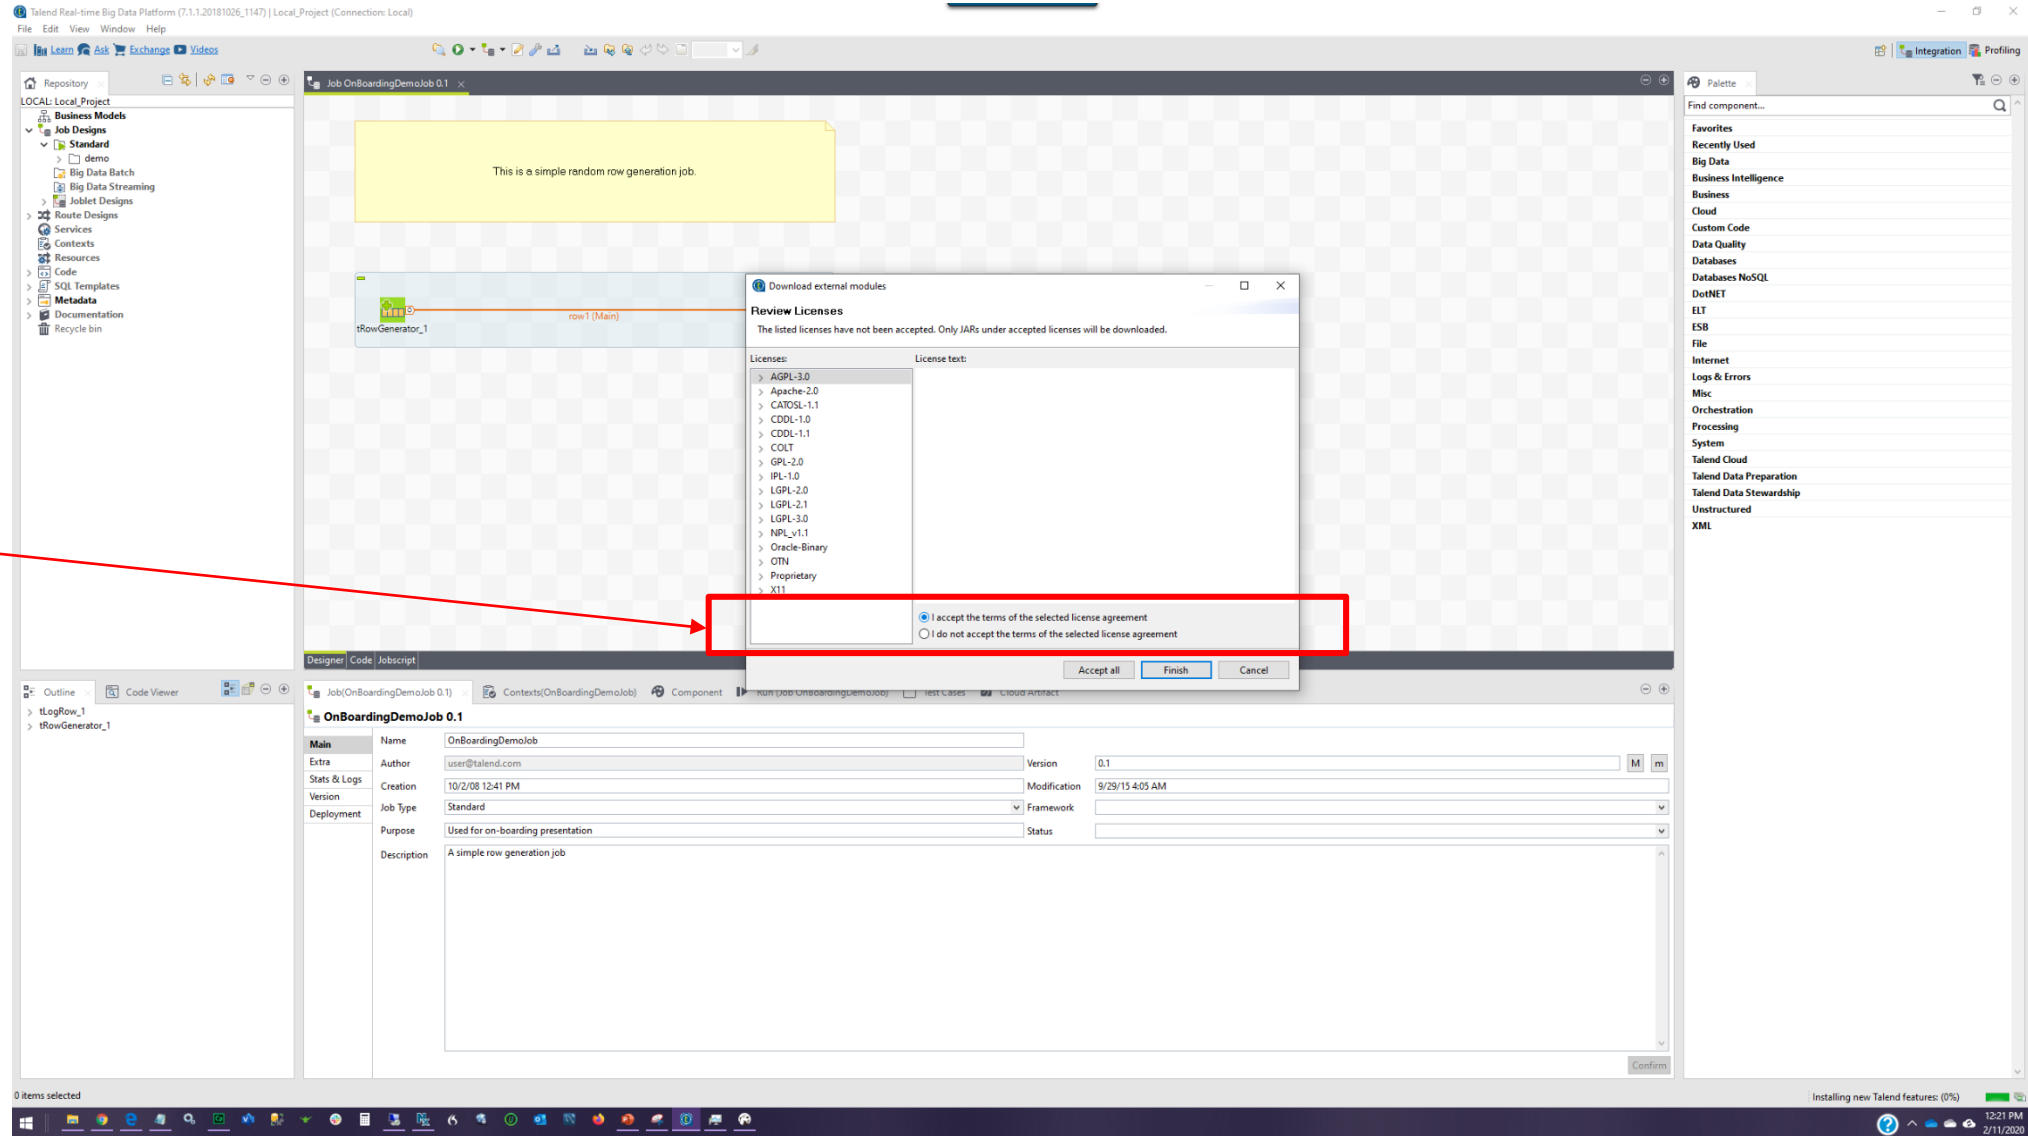 Talend Real-time Big Data Platform (7.1.1.20181026_1147) | Local_Project (Connection: Local)
File Edit View Window Help
Learn Ask Exchange Videos
Integration Profiling
Repository
LOCAL: Local_Project
Business Models
Job Designs
Standard
demo
Big Data Batch
Big Data Streaming
Joblet Designs
Route Designs
Services
Contexts
Resources
Code
SQL Templates
Metadata
Documentation
Recycle bin
Job OnBoardingDemoJob 0.1
This is a simple random row generation job.
row1 (Main)
tRowGenerator_1
Designer Code Jobscript
Download external modules
Review Licenses
The listed licenses have not been accepted. Only JARs under accepted licenses will be downloaded.
Licenses: License text:
AGPL-3.0
Apache-2.0
CATOSL-1.1
CDDL-1.0
CDDL-1.1
COLT
GPL-2.0
IPL-1.0
LGPL-2.0
LGPL-2.1
LGPL-3.0
NPL_v1.1
Oracle-Binary
OTN
Proprietary
X11
I accept the terms of the selected license agreement
I do not accept the terms of the selected license agreement
Accept all Finish Cancel
Palette
Find component...
Favorites
Recently Used
Big Data
Business Intelligence
Business
Cloud
Custom Code
Data Quality
Databases
Databases NoSQL
DotNET
ELT
ESB
File
Internet
Logs & Errors
Misc
Orchestration
Processing
System
Talend Cloud
Talend Data Preparation
Talend Data Stewardship
Unstructured
XML
Outline Code Viewer
tLogRow_1
tRowGenerator_1
Job(OnBoardingDemoJob 0.1) Contexts(OnBoardingDemoJob) Component Run (Job OnBoardingDemoJob) Test Cases Cloud Artifact
OnBoardingDemoJob 0.1
Main
Extra
Stats & Logs
Version
Deployment
Name OnBoardingDemoJob
Author user@talend.com Version 0.1 M m
Creation 10/2/08 12:41 PM Modification 9/29/15 4:05 AM
Job Type Standard Framework
Purpose Used for on-boarding presentation Status
Description A simple row generation job
Confirm
0 items selected
Installing new Talend features: (0%)
12:21 PM
2/11/2020